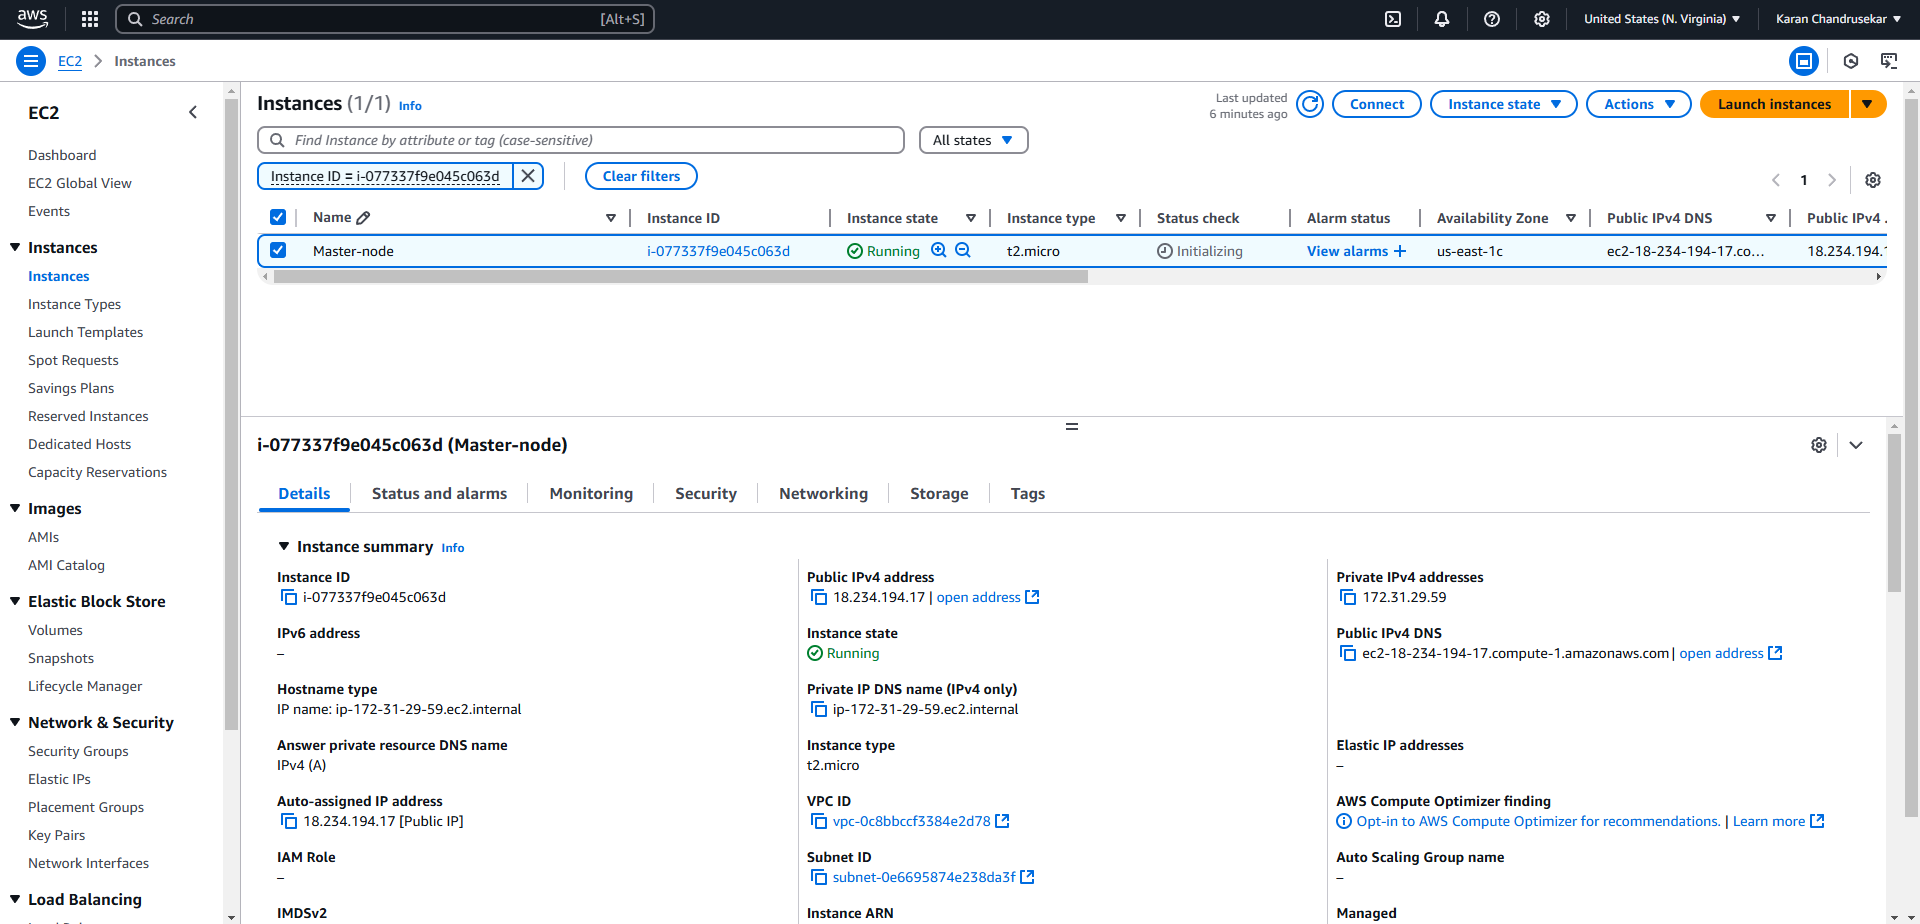 aws
Search [Alt+S]
United States (N. Virginia)
Karan Chandrusekar
EC2 Instances
EC2
Dashboard
EC2 Global View
Events
Instances
Instances
Instance Types
Launch Templates
Spot Requests
Savings Plans
Reserved Instances
Dedicated Hosts
Capacity Reservations
Images
AMIs
AMI Catalog
Elastic Block Store
Volumes
Snapshots
Lifecycle Manager
Network & Security
Security Groups
Elastic IPs
Placement Groups
Key Pairs
Network Interfaces
Load Balancing
Instances (1/1) Info
Last updated
6 minutes ago
Connect
Instance state
Actions
Launch instances
Find Instance by attribute or tag (case-sensitive)
All states
Instance ID = i-077337f9e045c063d
Clear filters
1
Name Instance ID Instance state Instance type Status check Alarm status Availability Zone Public IPv4 DNS Public IPv4
Master-node i-077337f9e045c063d Running t2.micro Initializing View alarms + us-east-1c ec2-18-234-194-17.co... 18.234.194.
i-077337f9e045c063d (Master-node)
Details Status and alarms Monitoring Security Networking Storage Tags
Instance summary Info
Instance ID
i-077337f9e045c063d
Public IPv4 address
18.234.194.17 | open address
Private IPv4 addresses
172.31.29.59
IPv6 address
–
Instance state
Running
Public IPv4 DNS
ec2-18-234-194-17.compute-1.amazonaws.com | open address
Hostname type
IP name: ip-172-31-29-59.ec2.internal
Private IP DNS name (IPv4 only)
ip-172-31-29-59.ec2.internal
Answer private resource DNS name
IPv4 (A)
Instance type
t2.micro
Elastic IP addresses
–
Auto-assigned IP address
18.234.194.17 [Public IP]
VPC ID
vpc-0c8bbccf3384e2d78
AWS Compute Optimizer finding
Opt-in to AWS Compute Optimizer for recommendations. | Learn more
IAM Role
–
Subnet ID
subnet-0e6695874e238da3f
Auto Scaling Group name
–
IMDSv2
Instance ARN
Managed